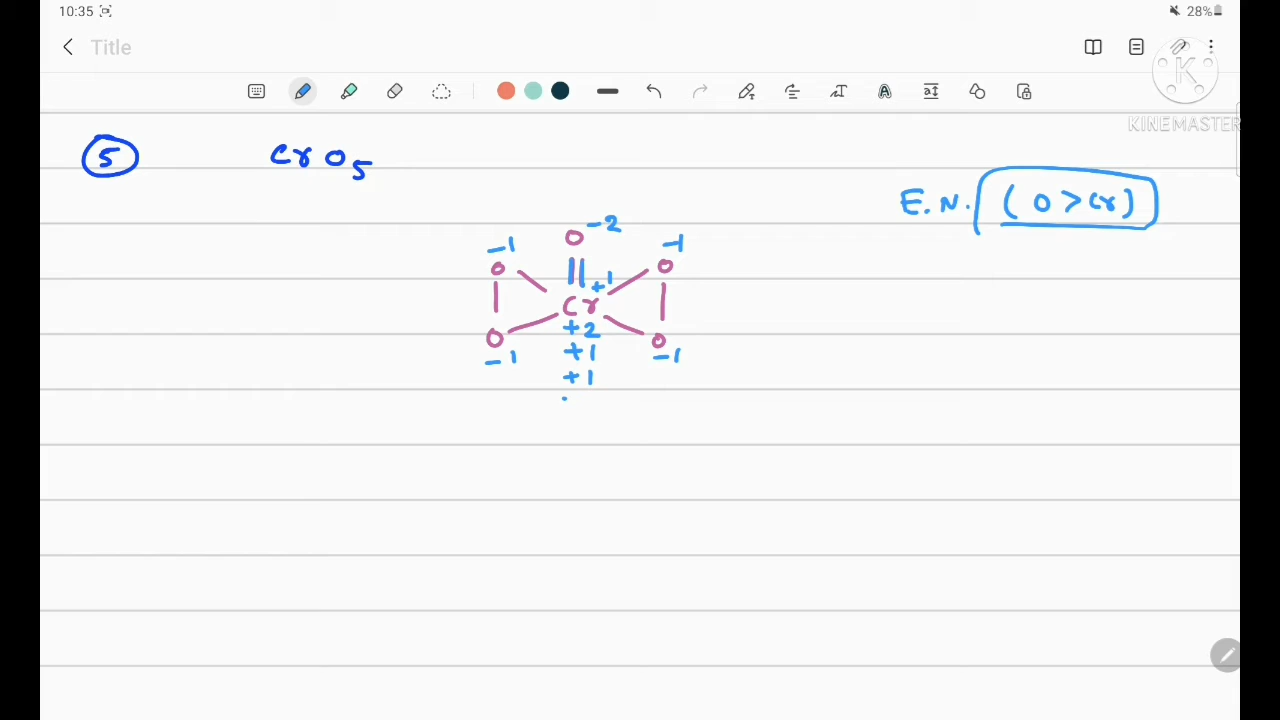 10:35
28%
Title
KINEMASTER
5 CrO5
E.N. (O > Cr)
O -2
-1 -1
O O
+1
Cr
+2
O O
+1
-1 -1
+1